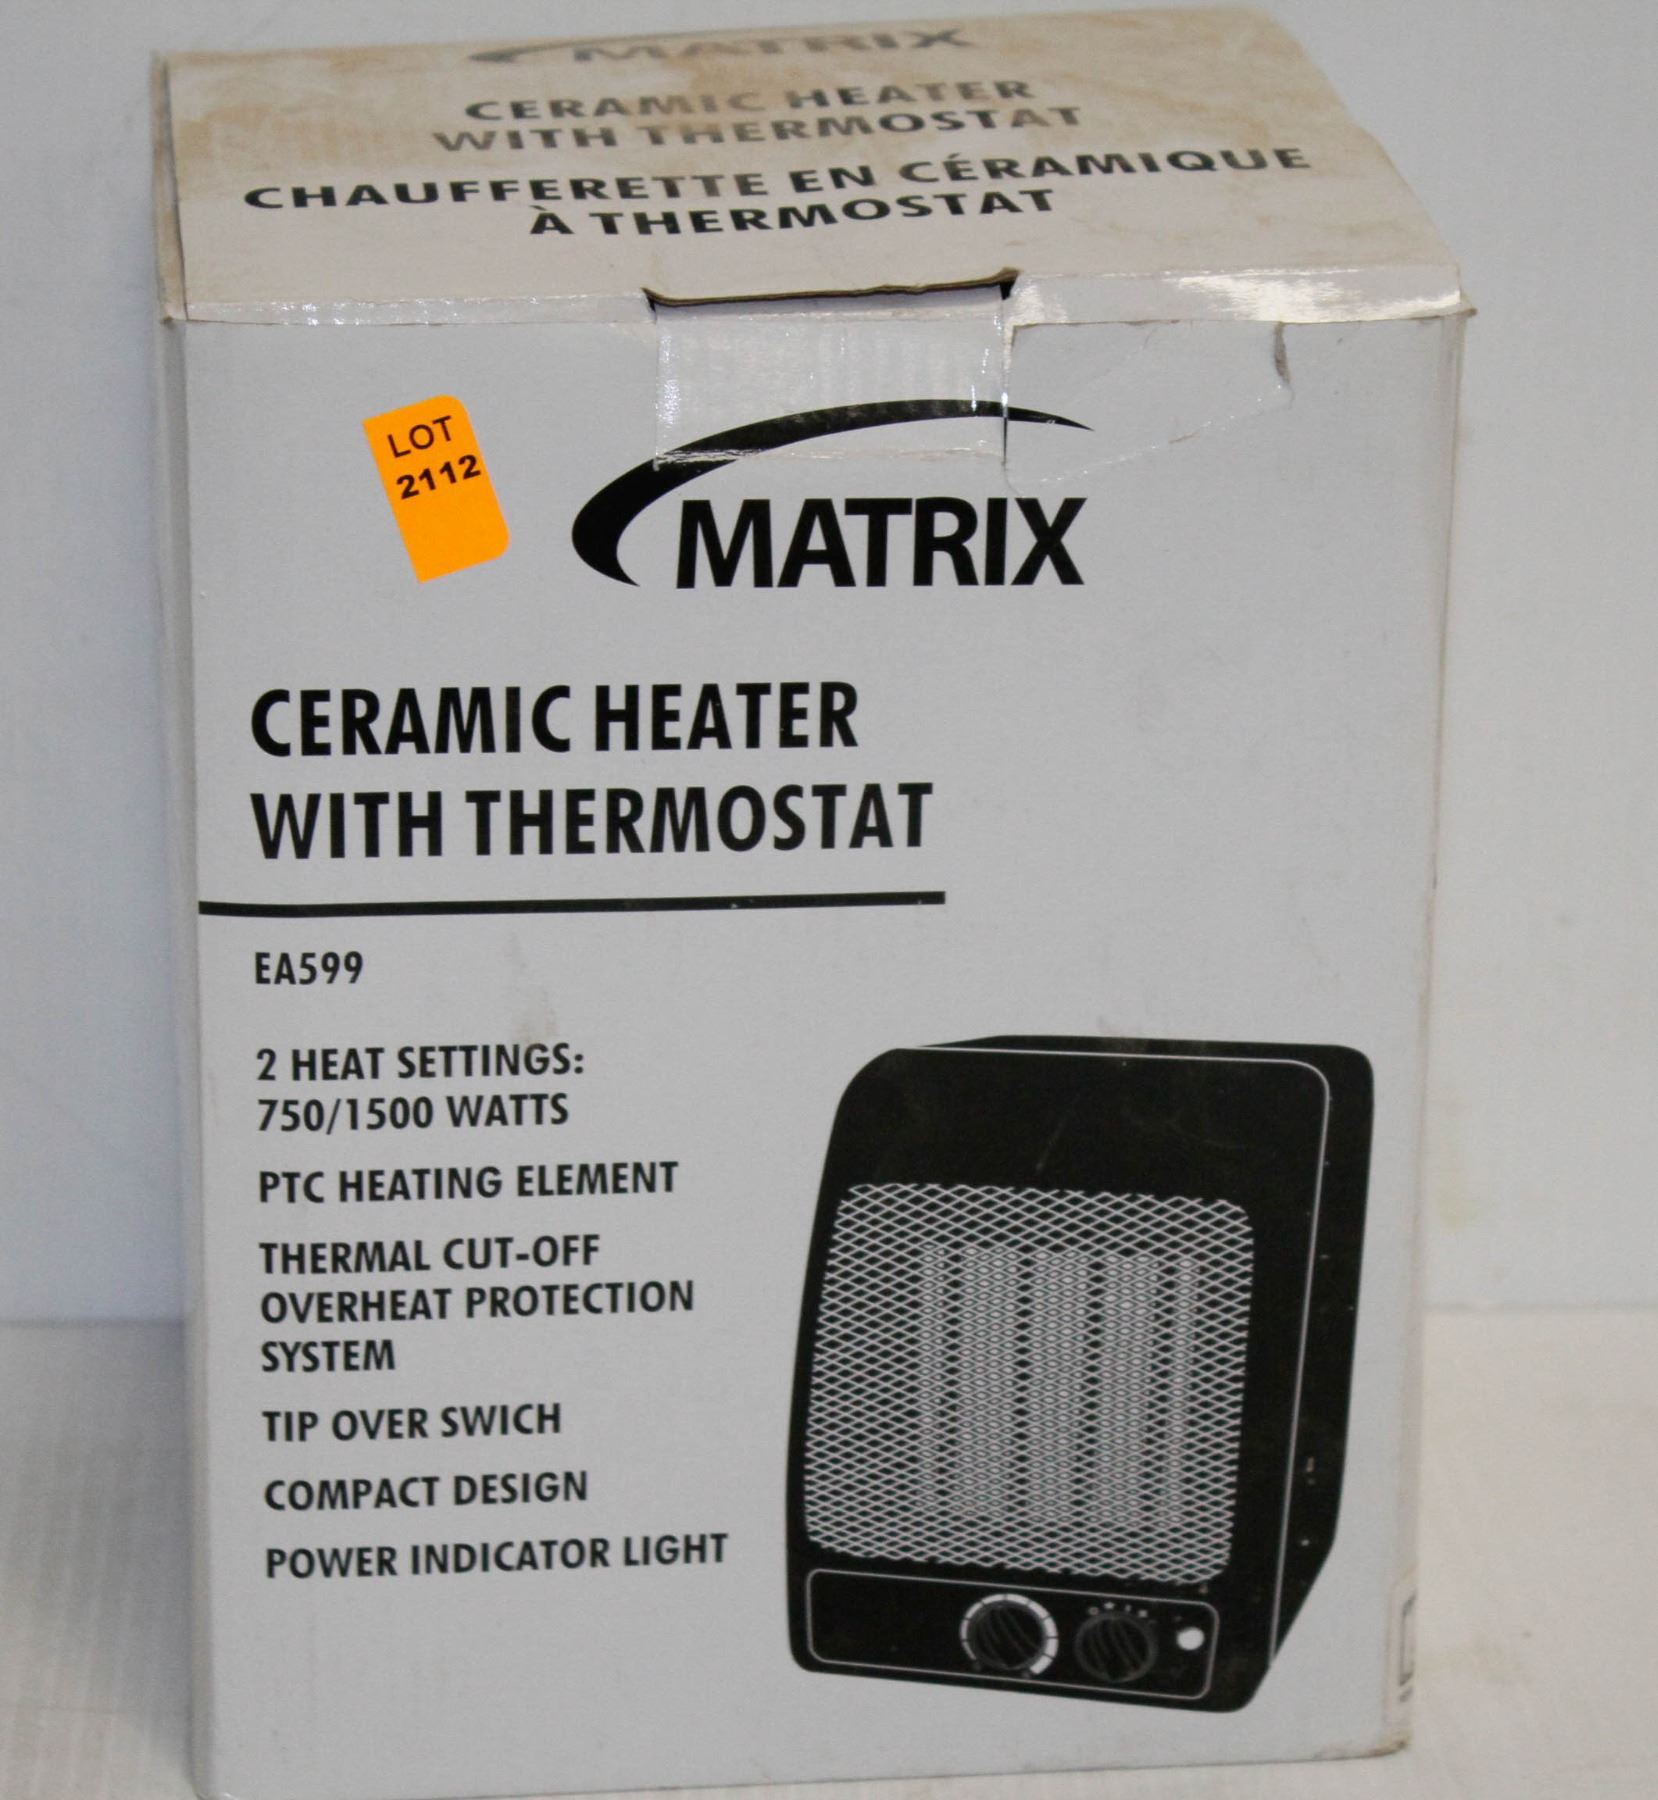 MATRIX
CERAMIC HEATER
WITH THERMOSTAT
CHAUFFERETTE EN CÉRAMIQUE
À THERMOSTAT
LOT
2112
MATRIX
CERAMIC HEATER
WITH THERMOSTAT
EA599
2 HEAT SETTINGS:
750/1500 WATTS
PTC HEATING ELEMENT
THERMAL CUT-OFF
OVERHEAT PROTECTION
SYSTEM
TIP OVER SWICH
COMPACT DESIGN
POWER INDICATOR LIGHT